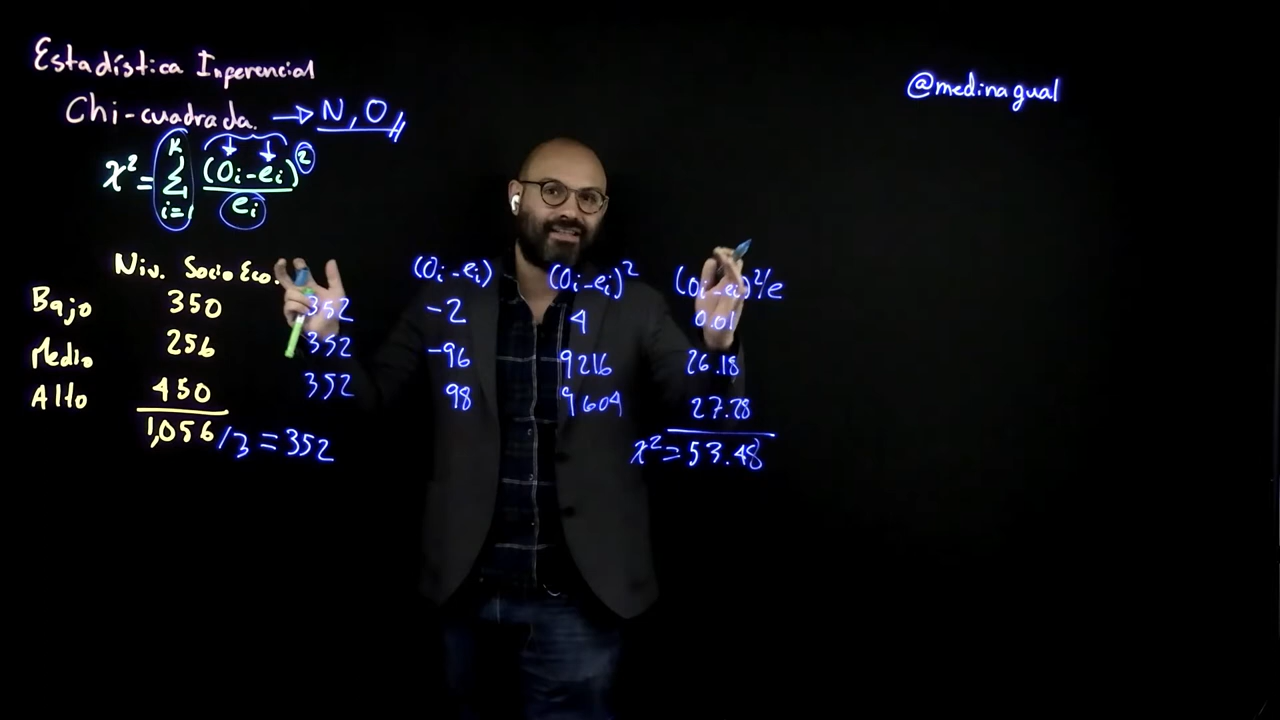 Estadística Inferencial
@medinagual
Chi-cuadrada. → N, O
χ² = Σ (Oi - ei)² / ei
K
i=1
Niv. Socio Eco. (Oi - ei) (Oi - ei)² (Oi - ei)²/e
Bajo 350 352 -2 4 0.01
Medio 256 352 -96 9216 26.18
Alto 450 352 98 9604 27.28
1,056 /3 = 352 χ² = 53.48